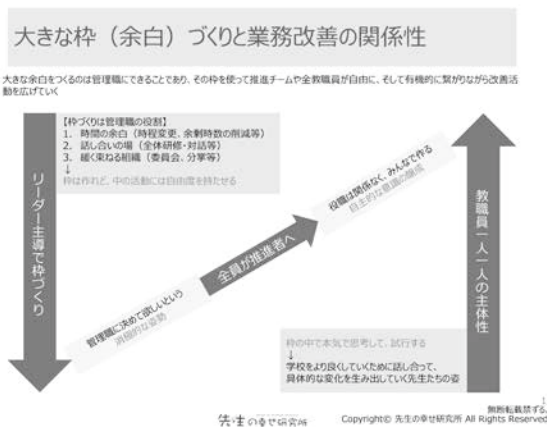 大きな枠（余白）づくりと業務改善の関係性
大きな余白をつくるのは管理職にできることであり、その枠を使って推進チームや全教職員が自由に、そして有機的に繋がりながら改善活
動を広げていく
【枠づくりは管理職の役割】
1. 時間の余白（時程変更、余剰時数の削減等）
2. 話し合いの場（全体研修・対話等）
3. 緩く束ねる組織（委員会、分掌等）
↓
枠は作れど、中の活動には自由度を持たせる
リーダー主導で枠づくり
管理職に決めて欲しいという
消極的な姿勢
全員が推進者へ
役職は関係なく、みんなで作る
自主的な意識の醸成
教職員一人一人の主体性
枠の中で本気で思考して、試行する
↓
学校をより良くしていくために話し合って、
具体的な変化を生み出していく先生たちの姿
1
無断転載禁ずる。
先生の幸せ研究所
Copyright© 先生の幸せ研究所 All Rights Reserved